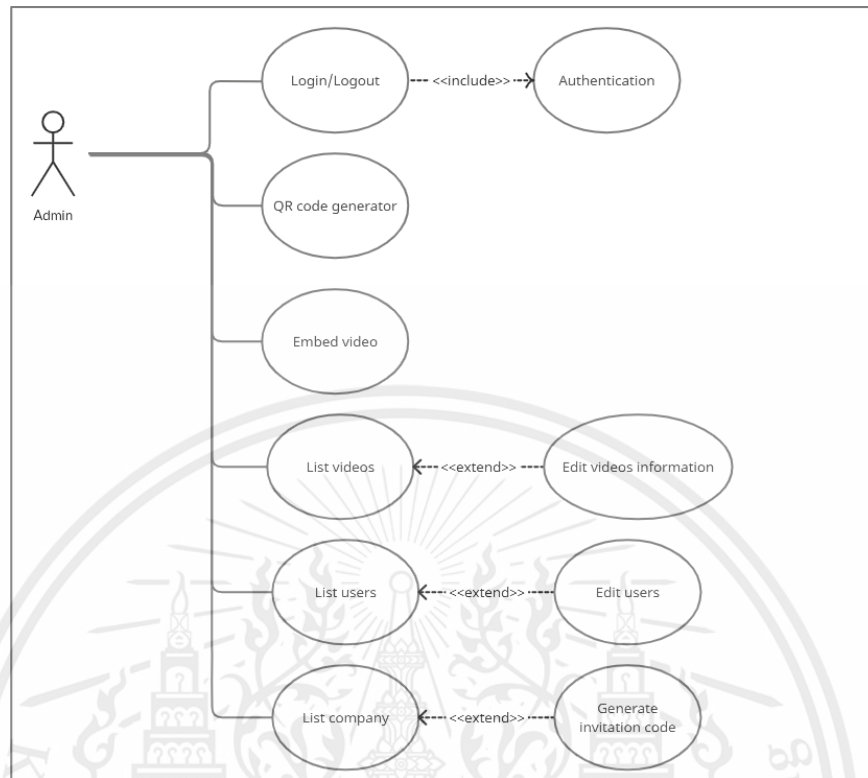 Login/Logout <<include>> Authentication
Admin
QR code generator
Embed video
List videos <<extend>> Edit videos information
List users <<extend>> Edit users
List company <<extend>> Generate
invitation code